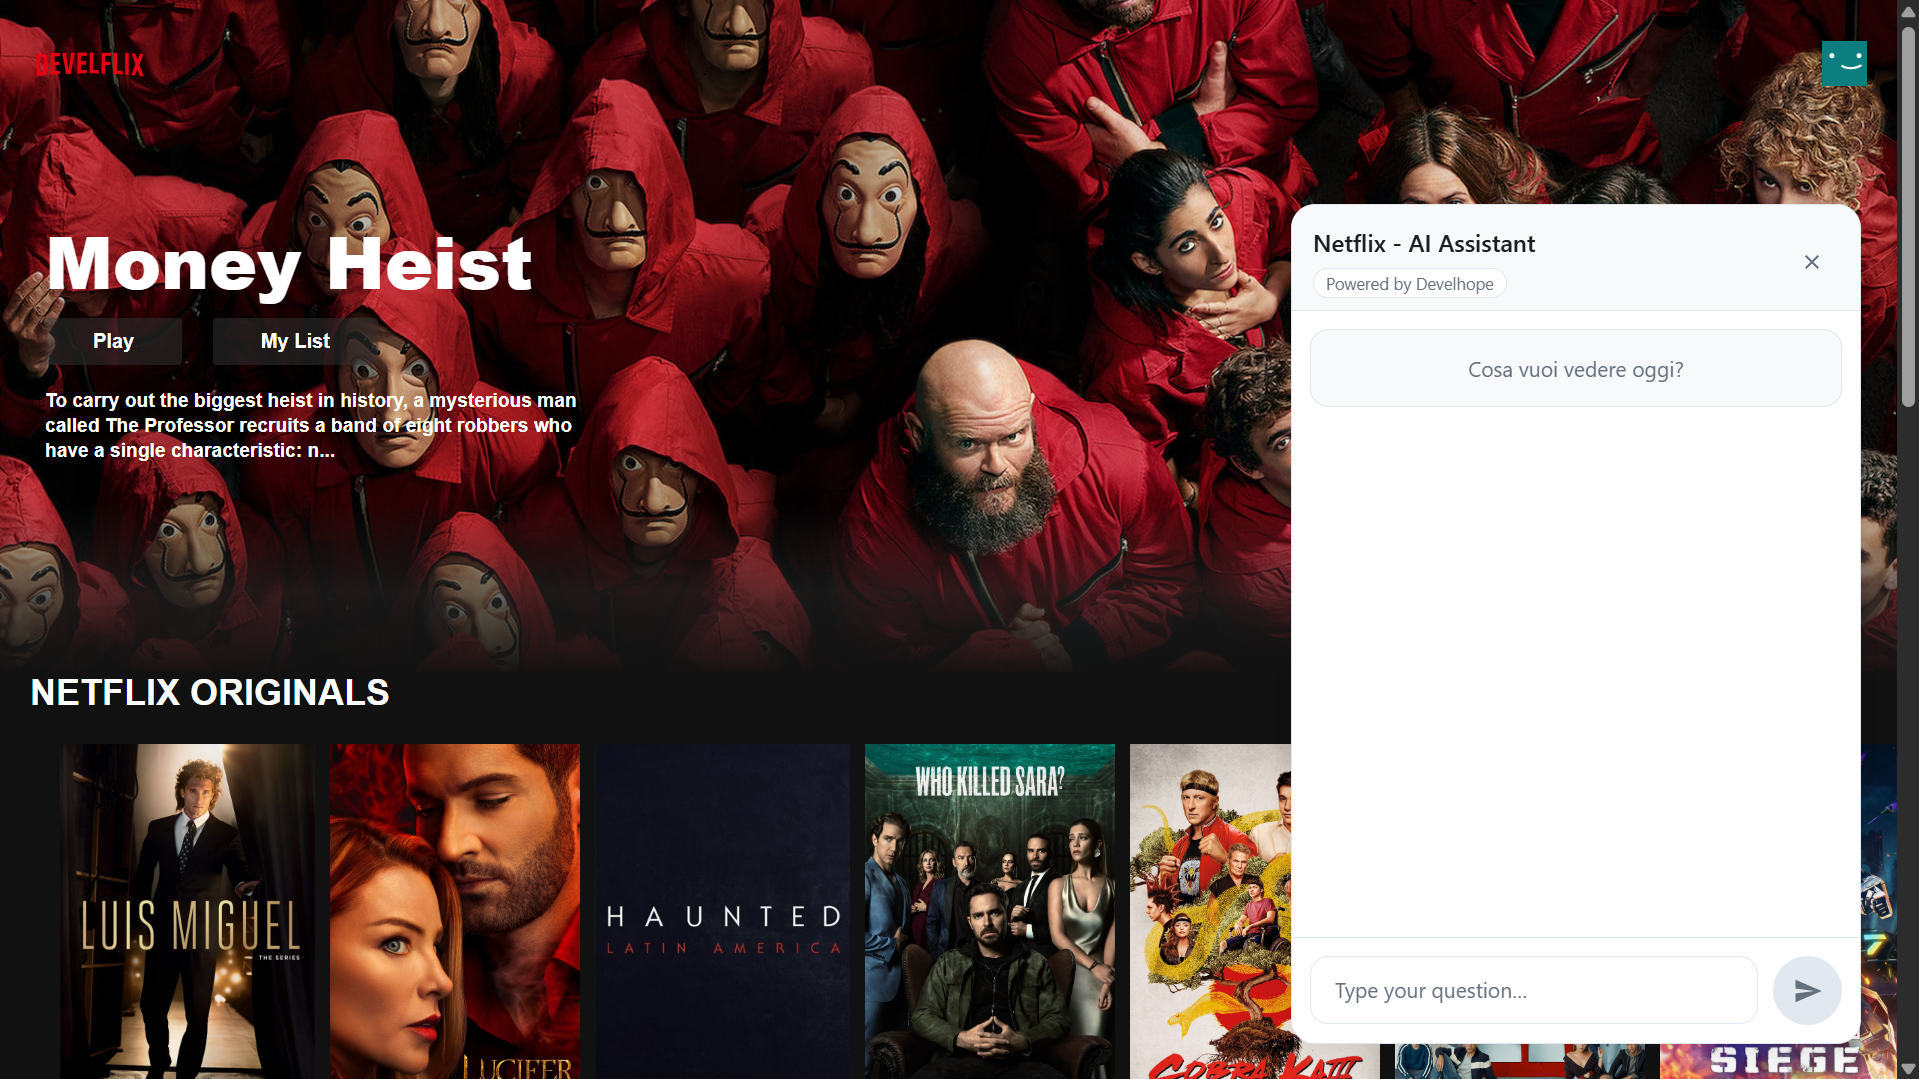 DEVELFLIX
Money Heist
Play
My List
To carry out the biggest heist in history, a mysterious man
called The Professor recruits a band of eight robbers who
have a single characteristic: n...
NETFLIX ORIGINALS
LUIS MIGUEL
THE SERIES
LUCIFER
HAUNTED
LATIN AMERICA
WHO KILLED SARA?
COBRA KAI
SIEGE
Netflix - AI Assistant
Powered by Develhope
Cosa vuoi vedere oggi?
Type your question...